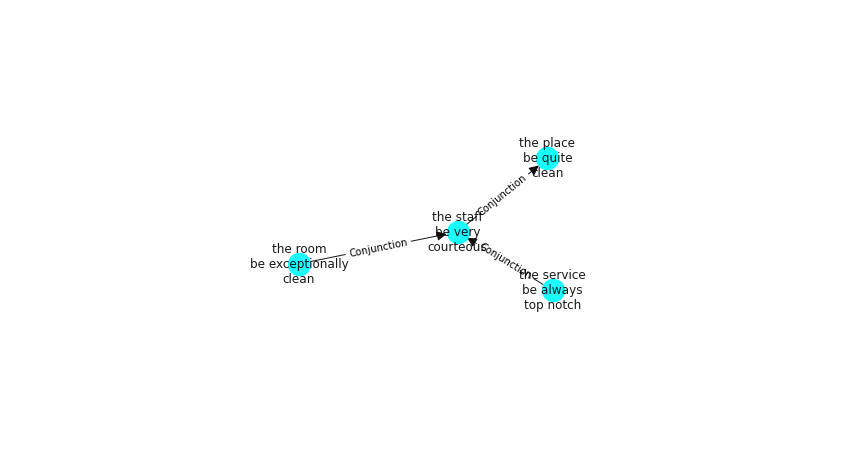 the place
be quite
clean
Conjunction
the staff
be very
courteous
Conjunction
the room
be exceptionally
clean
Conjunction
the service
be always
top notch